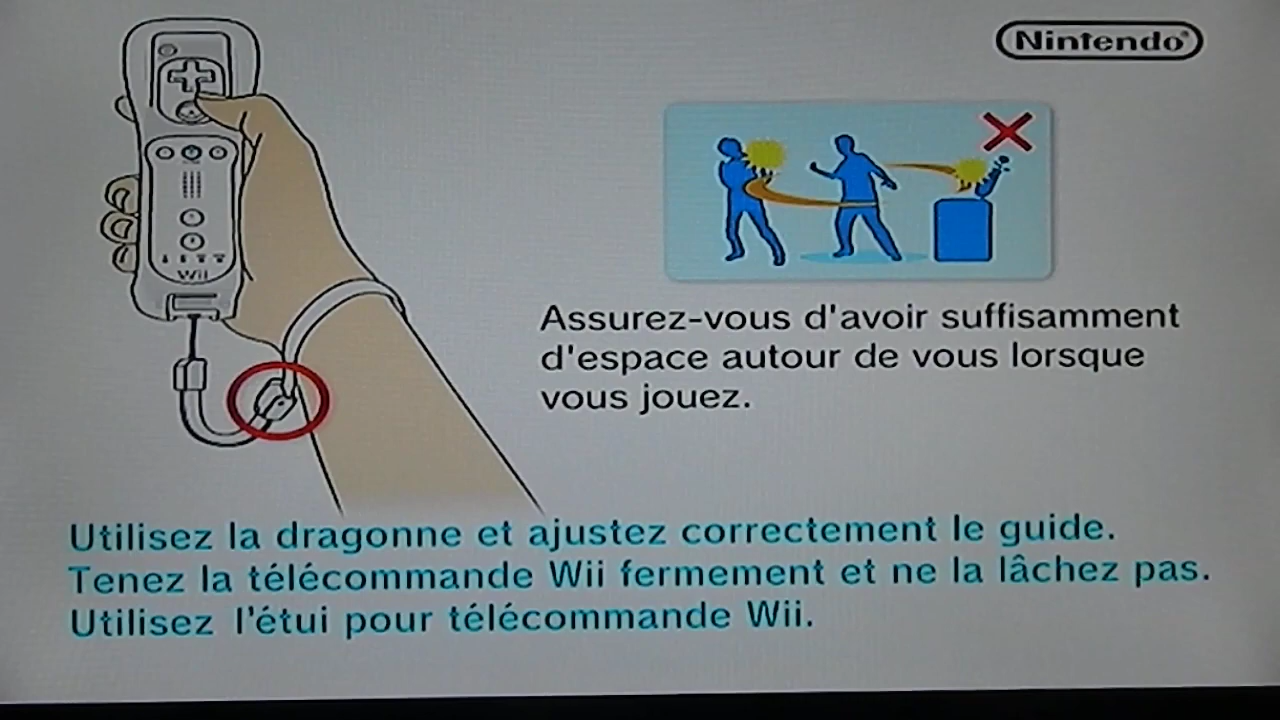 Nintendo®
Wii
Assurez-vous d'avoir suffisamment
d'espace autour de vous lorsque
vous jouez.
Utilisez la dragonne et ajustez correctement le guide.
Tenez la télécommande Wii fermement et ne la lâchez pas.
Utilisez l'étui pour télécommande Wii.